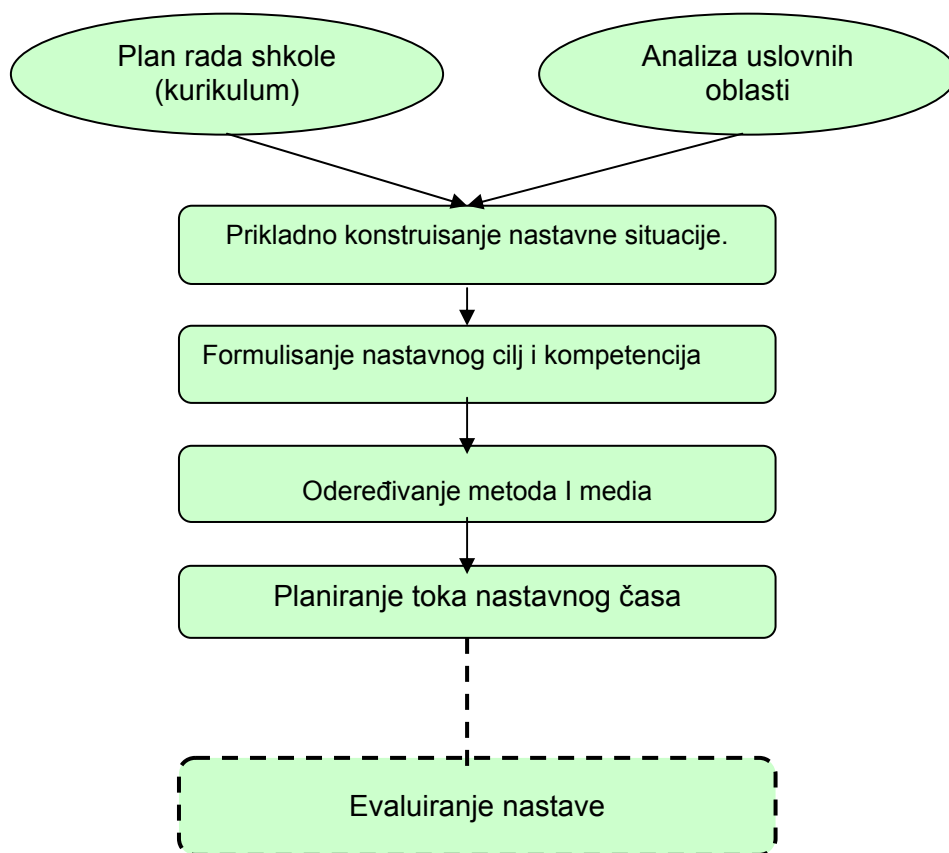 Plan rada shkole
(kurikulum)
Analiza uslovnih
oblasti
Prikladno konstruisanje nastavne situacije.
Formulisanje nastavnog cilj i kompetencija
Odeređivanje metoda I media
Planiranje toka nastavnog časa
Evaluiranje nastave